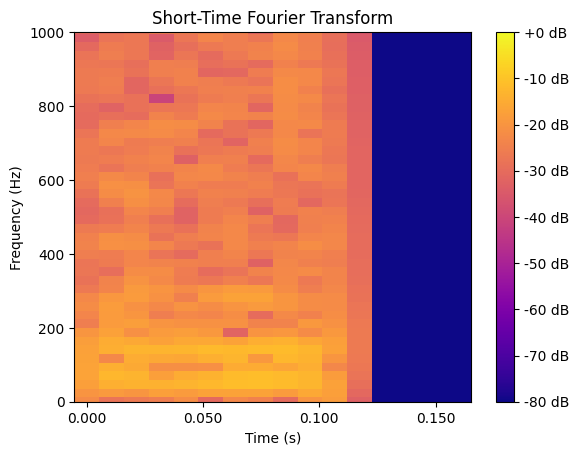 Short-Time Fourier Transform
1000
800
600
400
200
0
Frequency (Hz)
0.000
0.050
0.100
0.150
Time (s)
+0 dB
-10 dB
-20 dB
-30 dB
-40 dB
-50 dB
-60 dB
-70 dB
-80 dB